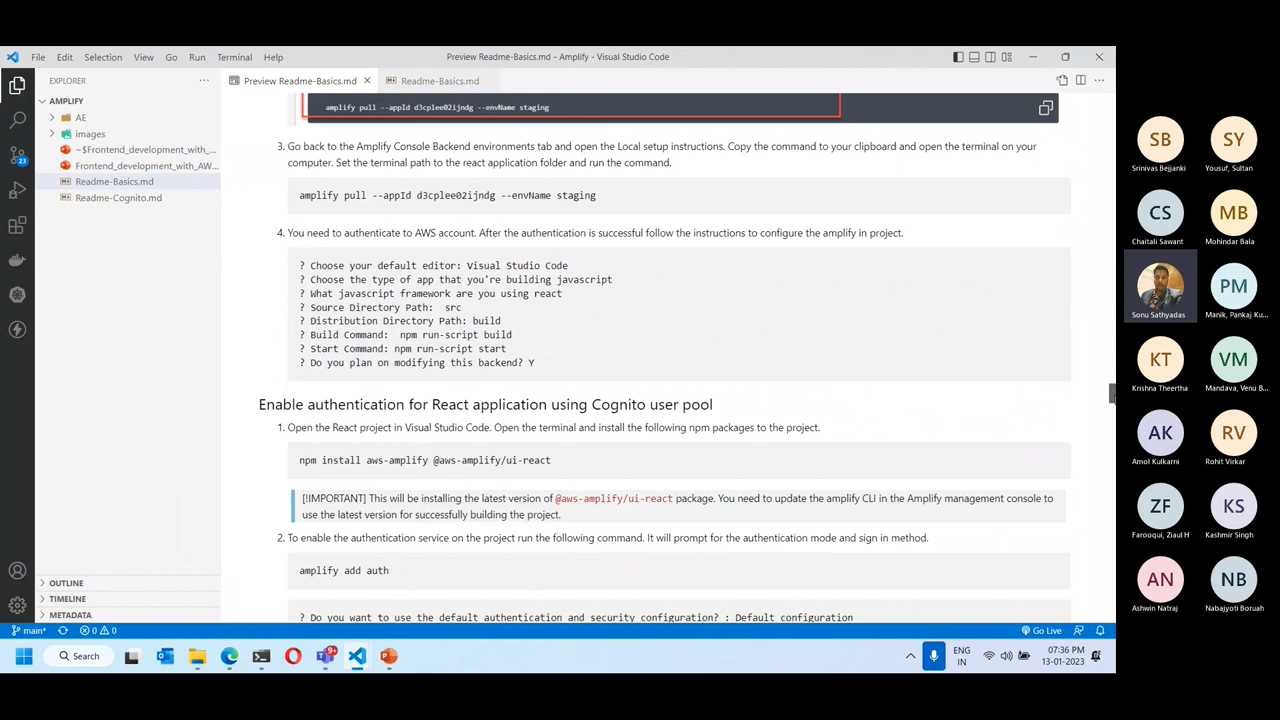 File Edit Selection View Go Run Terminal Help
Preview Readme-Basics.md - Amplify - Visual Studio Code
EXPLORER
Preview Readme-Basics.md
Readme-Basics.md
AMPLIFY
AE
images
~$Frontend_development_with_...
Frontend_development_with_AW...
Readme-Basics.md
Readme-Cognito.md
23
OUTLINE
TIMELINE
METADATA
amplify pull --appId d3cplee02ijndg --envName staging
3. Go back to the Amplify Console Backend environments tab and open the Local setup instructions. Copy the command to your clipboard and open the terminal on your
computer. Set the terminal path to the react application folder and run the command.
amplify pull --appId d3cplee02ijndg --envName staging
4. You need to authenticate to AWS account. After the authentication is successful follow the instructions to configure the amplify in project.
? Choose your default editor: Visual Studio Code
? Choose the type of app that you're building javascript
? What javascript framework are you using react
? Source Directory Path:  src
? Distribution Directory Path: build
? Build Command:  npm run-script build
? Start Command: npm run-script start
? Do you plan on modifying this backend? Y
Enable authentication for React application using Cognito user pool
1. Open the React project in Visual Studio Code. Open the terminal and install the following npm packages to the project.
npm install aws-amplify @aws-amplify/ui-react
[!IMPORTANT] This will be installing the latest version of @aws-amplify/ui-react package. You need to update the amplify CLI in the Amplify management console to
use the latest version for successfully building the project.
2. To enable the authentication service on the project run the following command. It will prompt for the authentication mode and sign in method.
amplify add auth
? Do you want to use the default authentication and security configuration? : Default configuration
main*
0 0
Go Live
Search
9+
ENG
IN
07:36 PM
13-01-2023
SB
Srinivas Bejjanki
SY
Yousuf, Sultan
CS
Chaitali Sawant
MB
Mohindar Bala
Sonu Sathyadas
PM
Manik, Pankaj Ku...
KT
Krishna Theertha
VM
Mandava, Venu B...
AK
Amol Kulkarni
RV
Rohit Virkar
ZF
Farooqui, Ziaul H
KS
Kashmir Singh
AN
Ashwin Natraj
NB
Nabajyoti Boruah